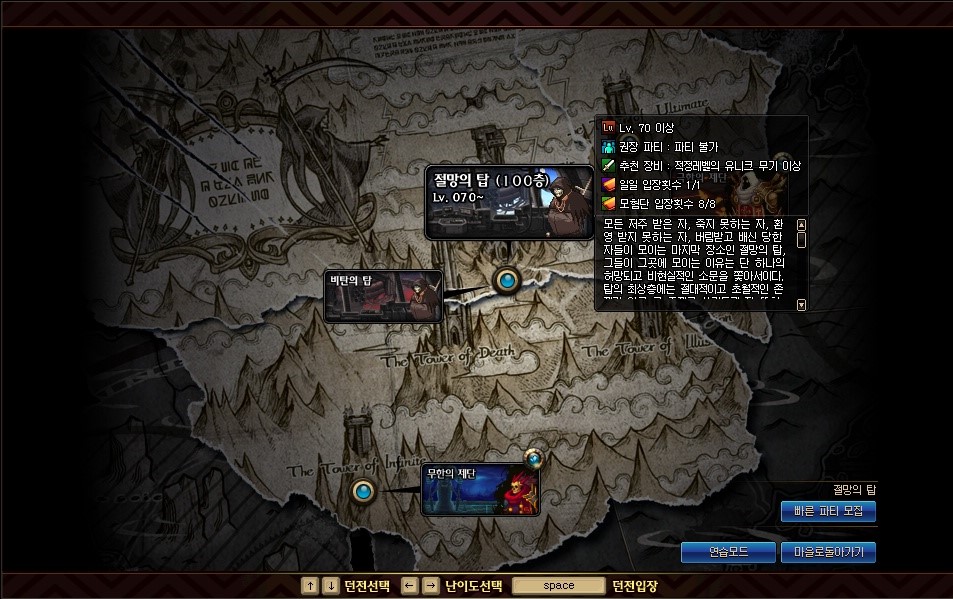 Ultimate
Lv
Lv. 70 이상
권장 파티 : 파티 불가
추천 장비 : 적정레벨의 유니크 무기 이상
일일 입장횟수 1/1
모험단 입장횟수 8/8
절망의 탑 (100층)
Lv. 070~
모든 저주 받은 자, 죽지 못하는 자, 환
영 받지 못하는 자, 버림받고 배신 당한
자들이 모이는 마지막 장소인 절망의 탑,
그들이 그곳에 모이는 이유는 단 하나의
허망되고 비현실적인 소문을 쫓아서이다.
탑의 최상층에는 절대적이고 초월적인 존
비탄의 탑
The Tower of Death
The Tower of Illus
The Tower of Infinite
무한의 제단
절망의 탑
빠른 파티 모집
연습모드
마을로돌아가기
↑ ↓ 던전선택 ← → 난이도선택 space 던전입장